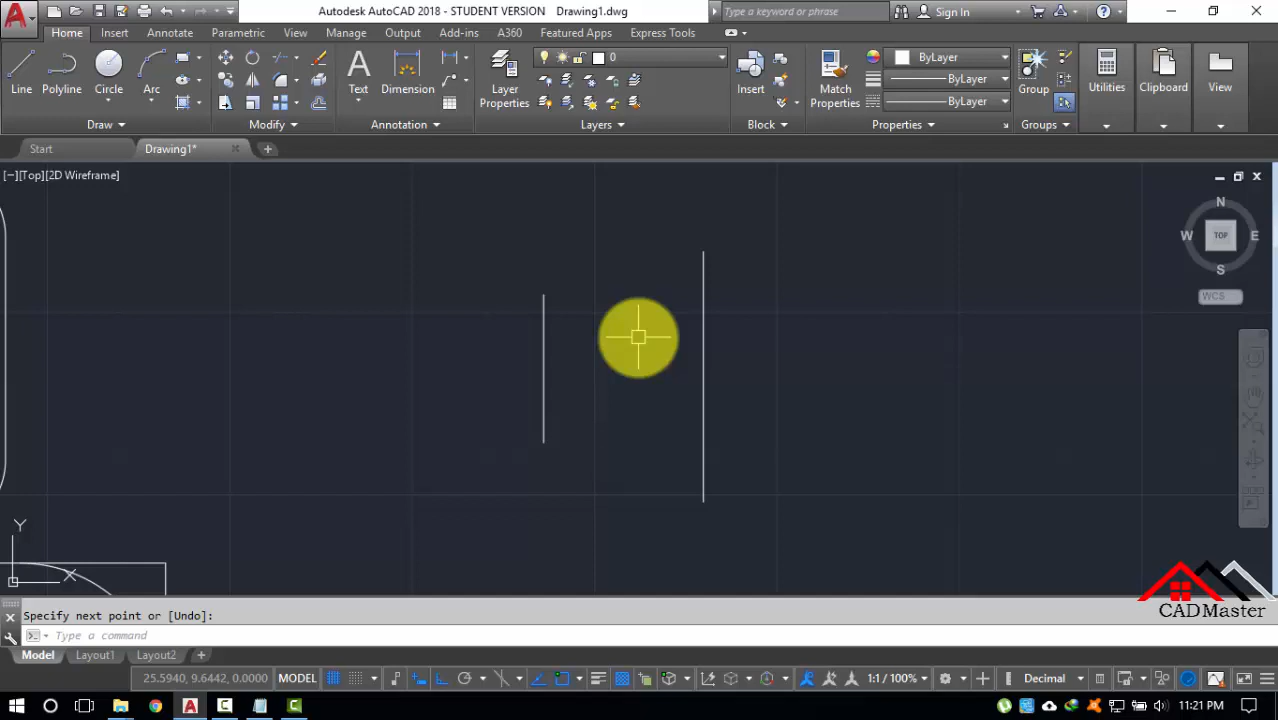 Autodesk AutoCAD 2018 - STUDENT VERSION Drawing1.dwg
Type a keyword or phrase
Sign In
Home Insert Annotate Parametric View Manage Output Add-ins A360 Featured Apps Express Tools
0
ByLayer
ByLayer
ByLayer
Line Polyline Circle Arc Text Dimension Layer Properties Insert Match Properties Group Utilities Clipboard View
Draw Modify Annotation Layers Block Properties Groups
Start Drawing1*
[−][Top][2D Wireframe]
N
W TOP E
S
WCS
Y
X
CADMaster
Specify next point or [Undo]:
Type a command
Model Layout1 Layout2
25.5940, 9.6442, 0.0000 MODEL 1:1 / 100% Decimal
11:21 PM